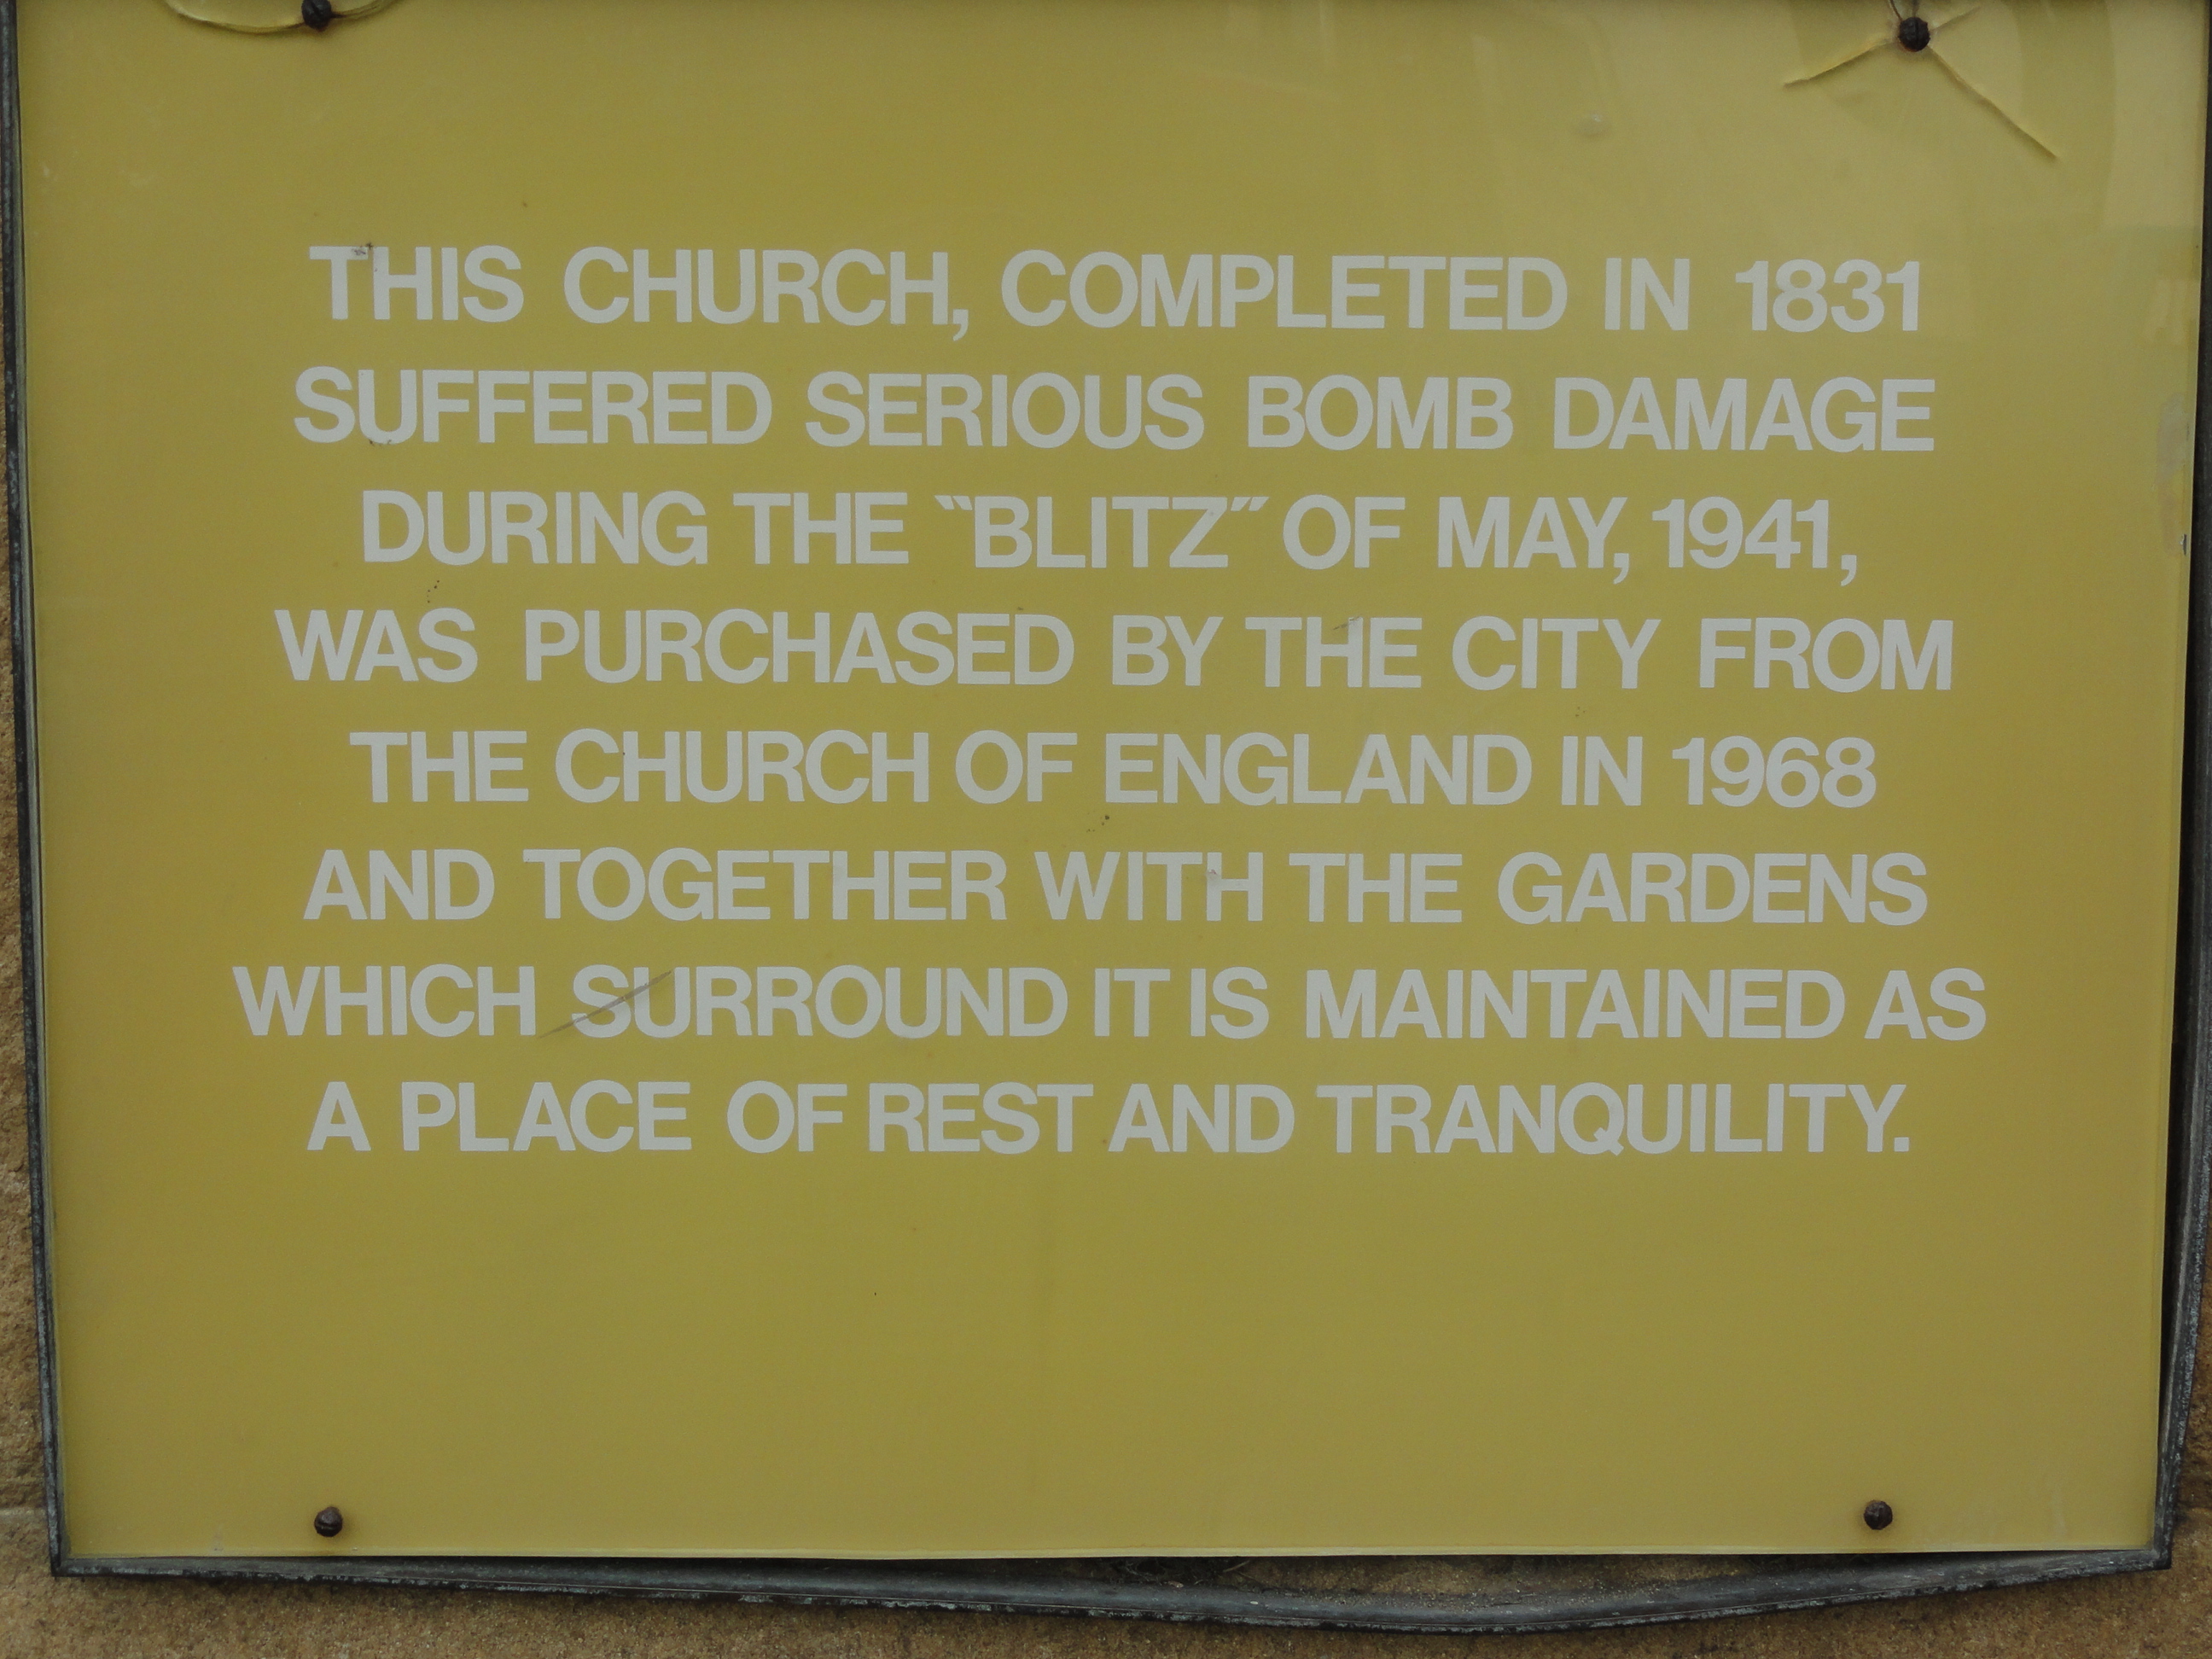 THIS CHURCH, COMPLETED IN 1831
SUFFERED SERIOUS BOMB DAMAGE
DURING THE "BLITZ" OF MAY, 1941,
WAS PURCHASED BY THE CITY FROM
THE CHURCH OF ENGLAND IN 1968
AND TOGETHER WITH THE GARDENS
WHICH SURROUND IT IS MAINTAINED AS
A PLACE OF REST AND TRANQUILITY.